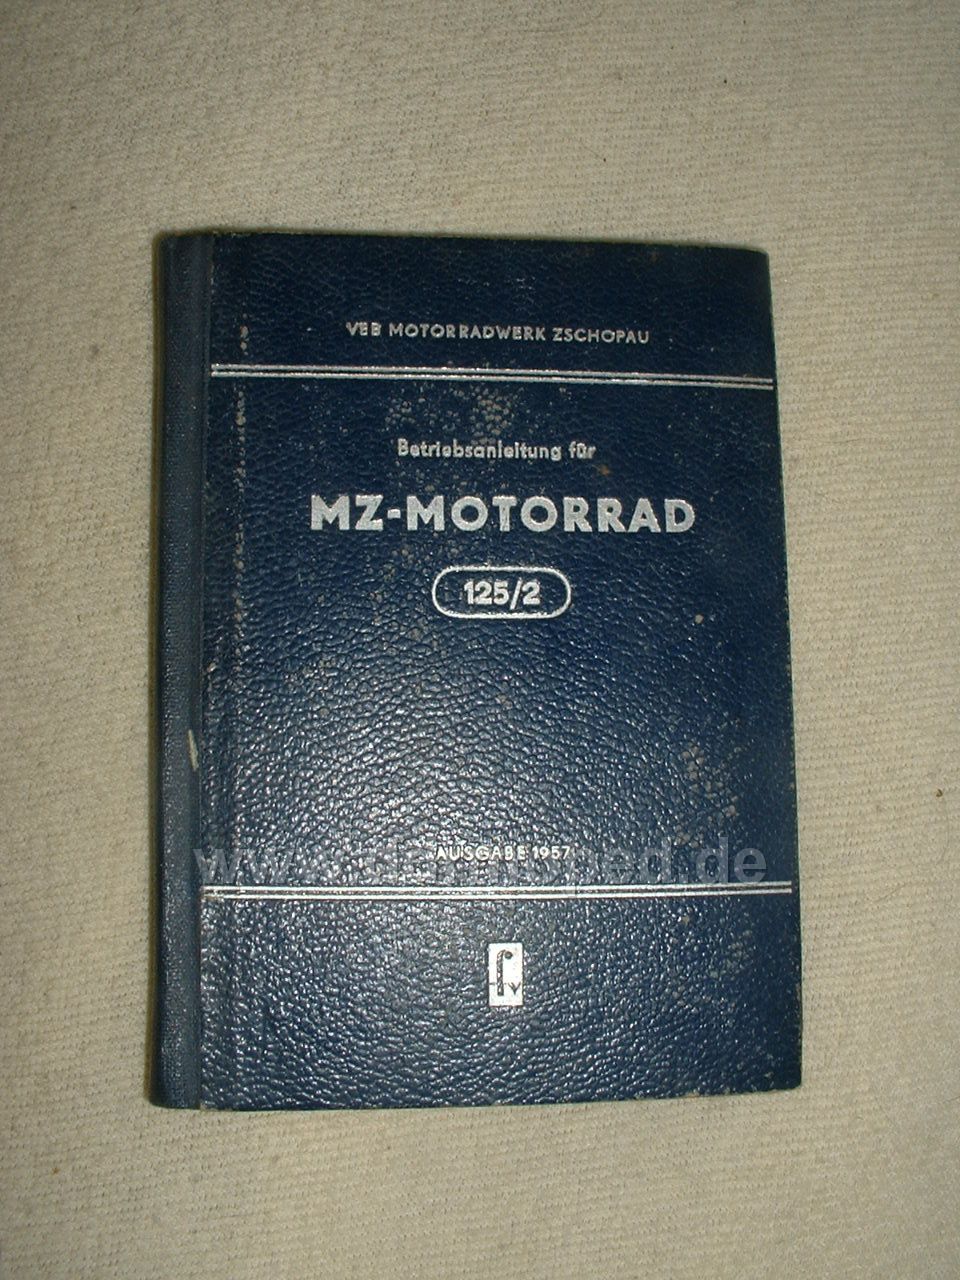 VEB MOTORRADWERK ZSCHOPAU
Betriebsanleitung für
MZ-MOTORRAD
125/2
AUSGABE 1957